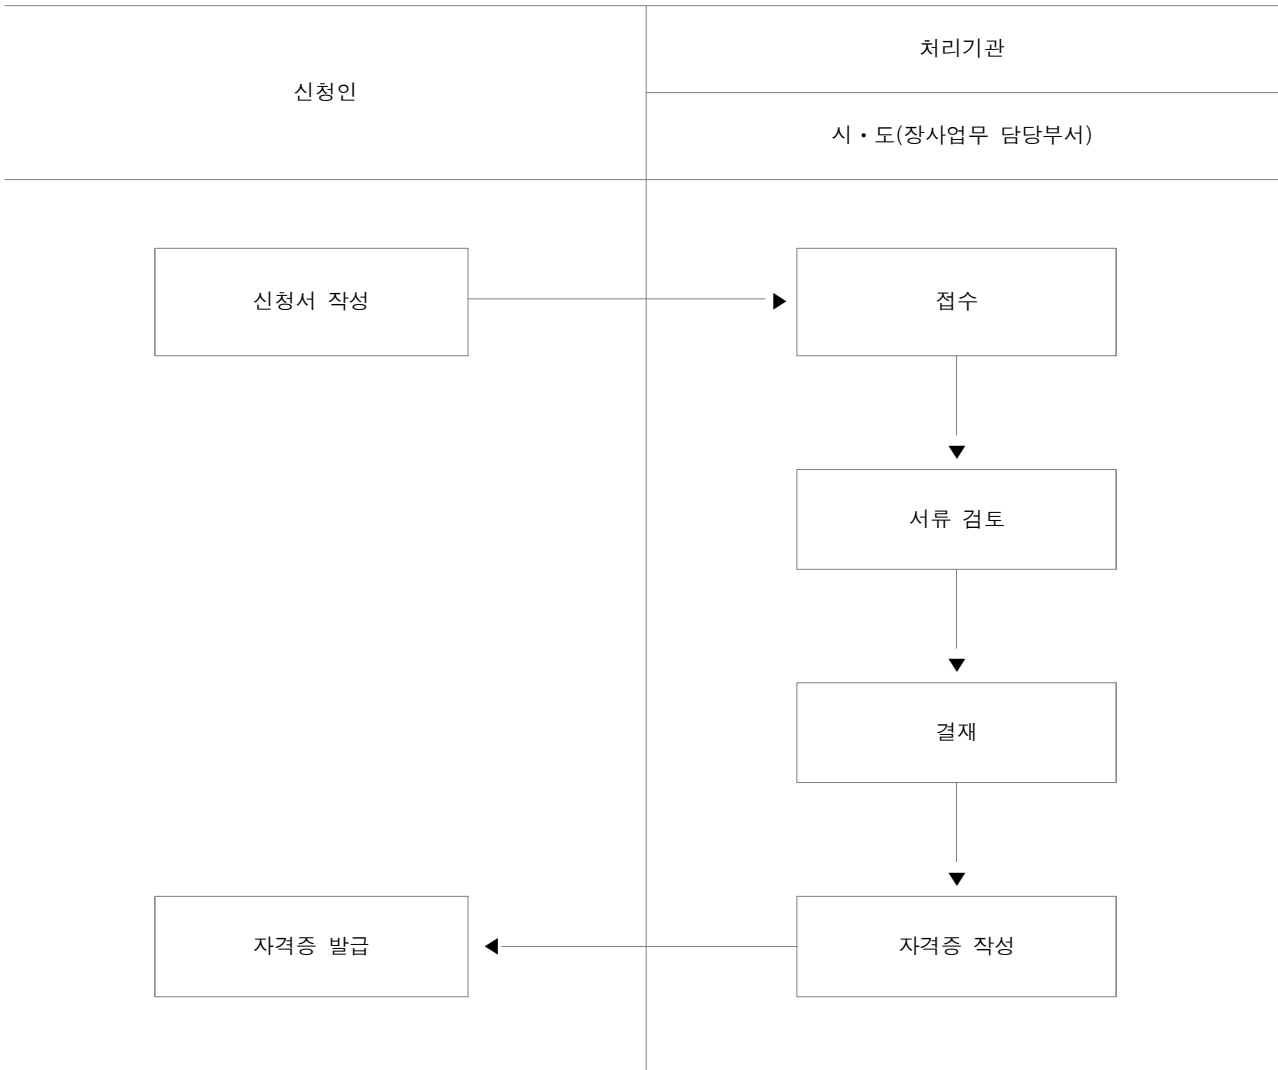 신청인
처리기관
시·도(장사업무 담당부서)
신청서 작성
접수
서류 검토
결재
자격증 발급
자격증 작성